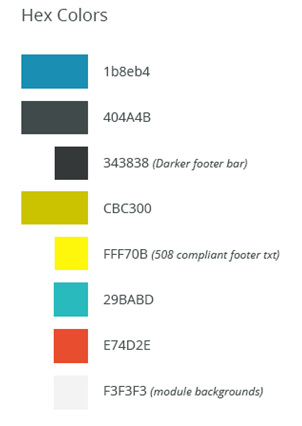 Hex Colors
1b8eb4
404A4B
343838 (Darker footer bar)
CBC300
FFF70B (508 compliant footer txt)
29BABD
E74D2E
F3F3F3 (module backgrounds)